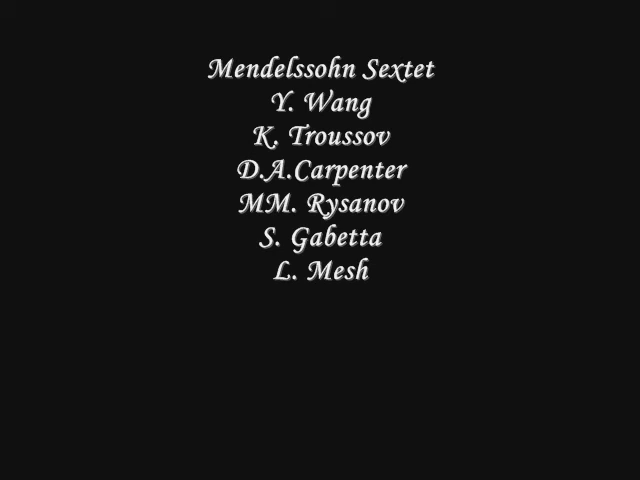 Mendelssohn Sextet
Y. Wang
K. Troussov
D.A.Carpenter
MM. Rysanov
S. Gabetta
L. Mesh